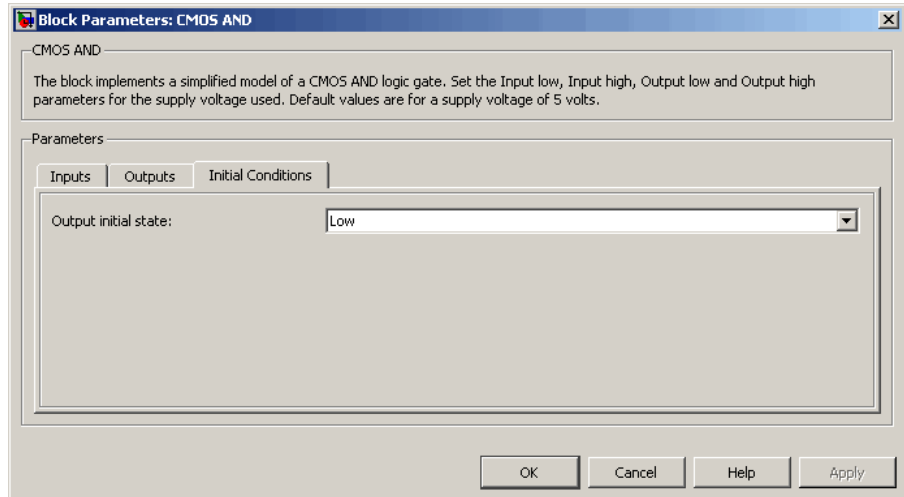 Block Parameters: CMOS AND
CMOS AND
The block implements a simplified model of a CMOS AND logic gate. Set the Input low, Input high, Output low and Output high
parameters for the supply voltage used. Default values are for a supply voltage of 5 volts.
Parameters
Inputs Outputs Initial Conditions
Output initial state: Low
OK Cancel Help Apply